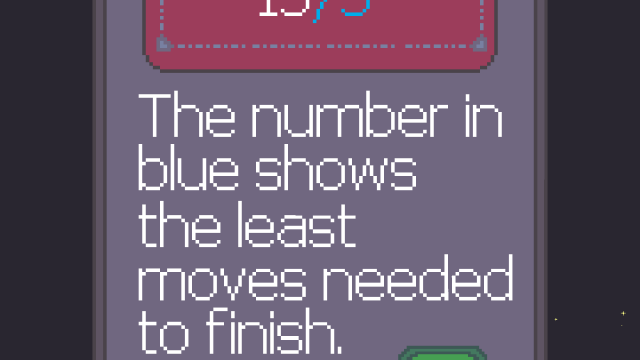 The number in
blue shows
the least
moves needed
to finish.